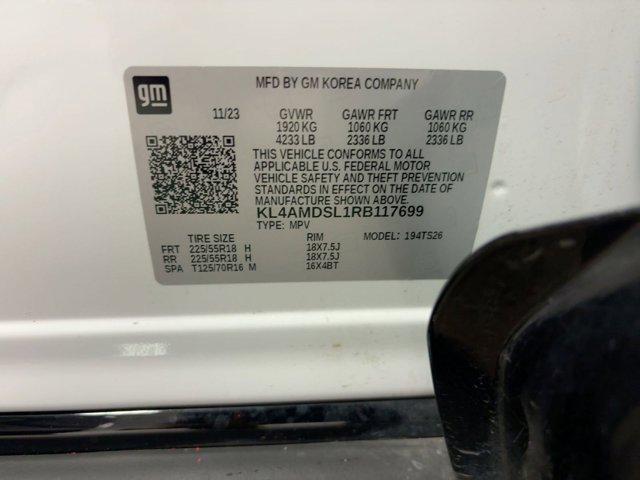 gm
MFD BY GM KOREA COMPANY
11/23 GVWR GAWR FRT GAWR RR
1920 KG 1060 KG 1060 KG
4233 LB 2336 LB 2336 LB
THIS VEHICLE CONFORMS TO ALL
APPLICABLE U.S. FEDERAL MOTOR
VEHICLE SAFETY, AND THEFT PREVENTION
STANDARDS IN EFFECT ON THE DATE OF
MANUFACTURE SHOWN ABOVE.
KL4AMDSL1RB117699
TYPE: MPV MODEL: 194TS26
TIRE SIZE RIM
FRT 225/55R18 H 18X7.5J
RR 225/55R18 H 18X7.5J
SPA T125/70R16 M 16X4BT